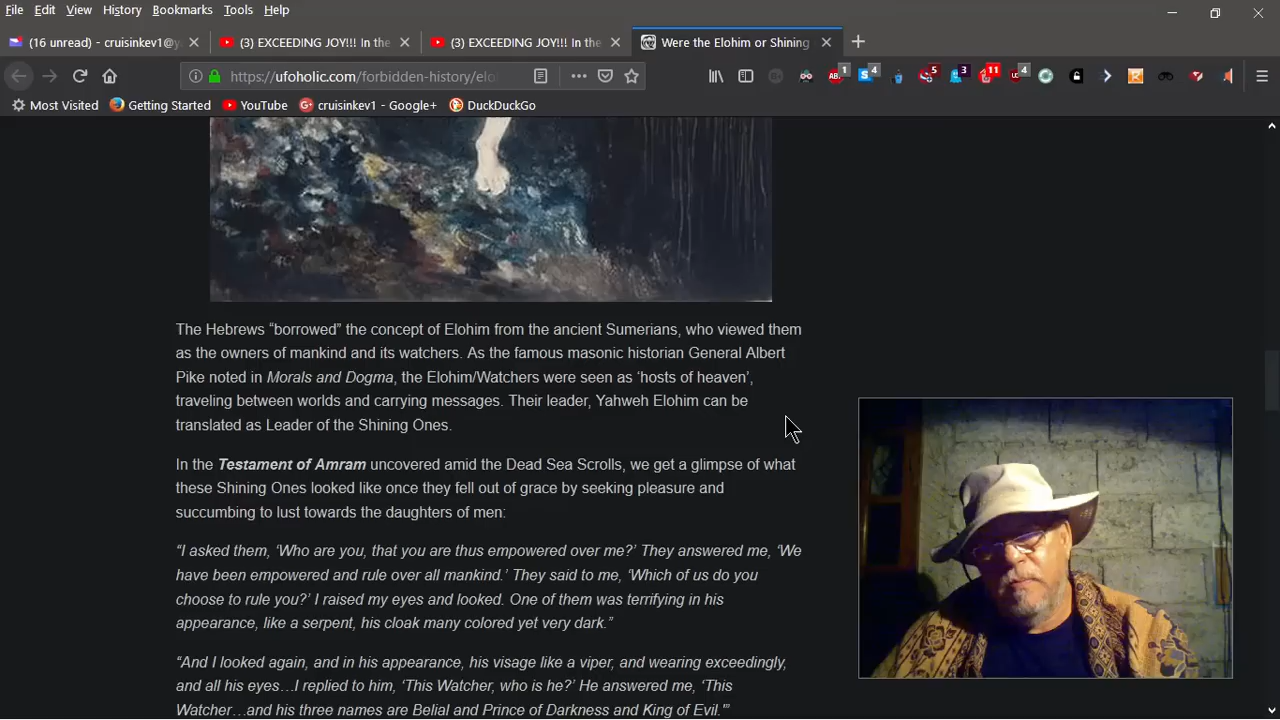 File Edit View History Bookmarks Tools Help
(16 unread) - cruisinkev1@y
(3) EXCEEDING JOY!!! In the
(3) EXCEEDING JOY!!! In the
Were the Elohim or Shining
https://ufoholic.com/forbidden-history/elo
1 4 5 3 11 4
Most Visited Getting Started YouTube cruisinkev1 - Google+ DuckDuckGo
The Hebrews “borrowed” the concept of Elohim from the ancient Sumerians, who viewed them
as the owners of mankind and its watchers. As the famous masonic historian General Albert
Pike noted in Morals and Dogma, the Elohim/Watchers were seen as ‘hosts of heaven’,
traveling between worlds and carrying messages. Their leader, Yahweh Elohim can be
translated as Leader of the Shining Ones.
In the Testament of Amram uncovered amid the Dead Sea Scrolls, we get a glimpse of what
these Shining Ones looked like once they fell out of grace by seeking pleasure and
succumbing to lust towards the daughters of men:
“I asked them, ‘Who are you, that you are thus empowered over me?’ They answered me, ‘We
have been empowered and rule over all mankind.’ They said to me, ‘Which of us do you
choose to rule you?’ I raised my eyes and looked. One of them was terrifying in his
appearance, like a serpent, his cloak many colored yet very dark.”
“And I looked again, and in his appearance, his visage like a viper, and wearing exceedingly,
and all his eyes…I replied to him, ‘This Watcher, who is he?’ He answered me, ‘This
Watcher…and his three names are Belial and Prince of Darkness and King of Evil.’”